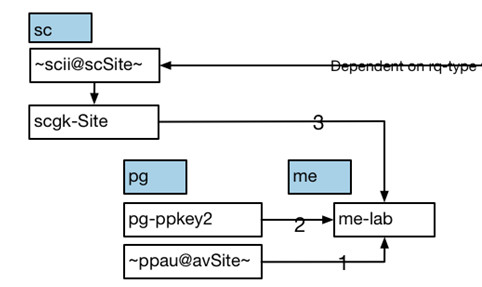 sc
~scii@scSite~
Dependent on rq-type
scgk-Site
3
pg
me
pg-ppkey2
2
me-lab
~ppau@avSite~
1